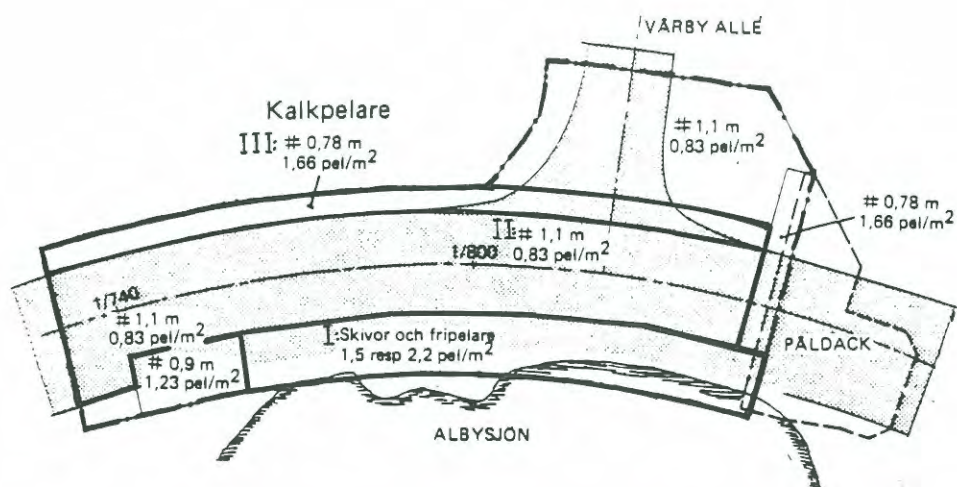 VÅRBY ALLÉ
Kalkpelare
III: # 0,78 m
1,66 pel/m²
# 1,1 m
0,83 pel/m²
# 0,78 m
1,66 pel/m²
II: # 1,1 m
1/800 0,83 pel/m²
1/740
# 1,1 m
0,83 pel/m²
I: Skivor och fripelare
1,5 resp 2,2 pel/m²
# 0,9 m
1,23 pel/m²
PÅLDÄCK
ALBYSJÖN